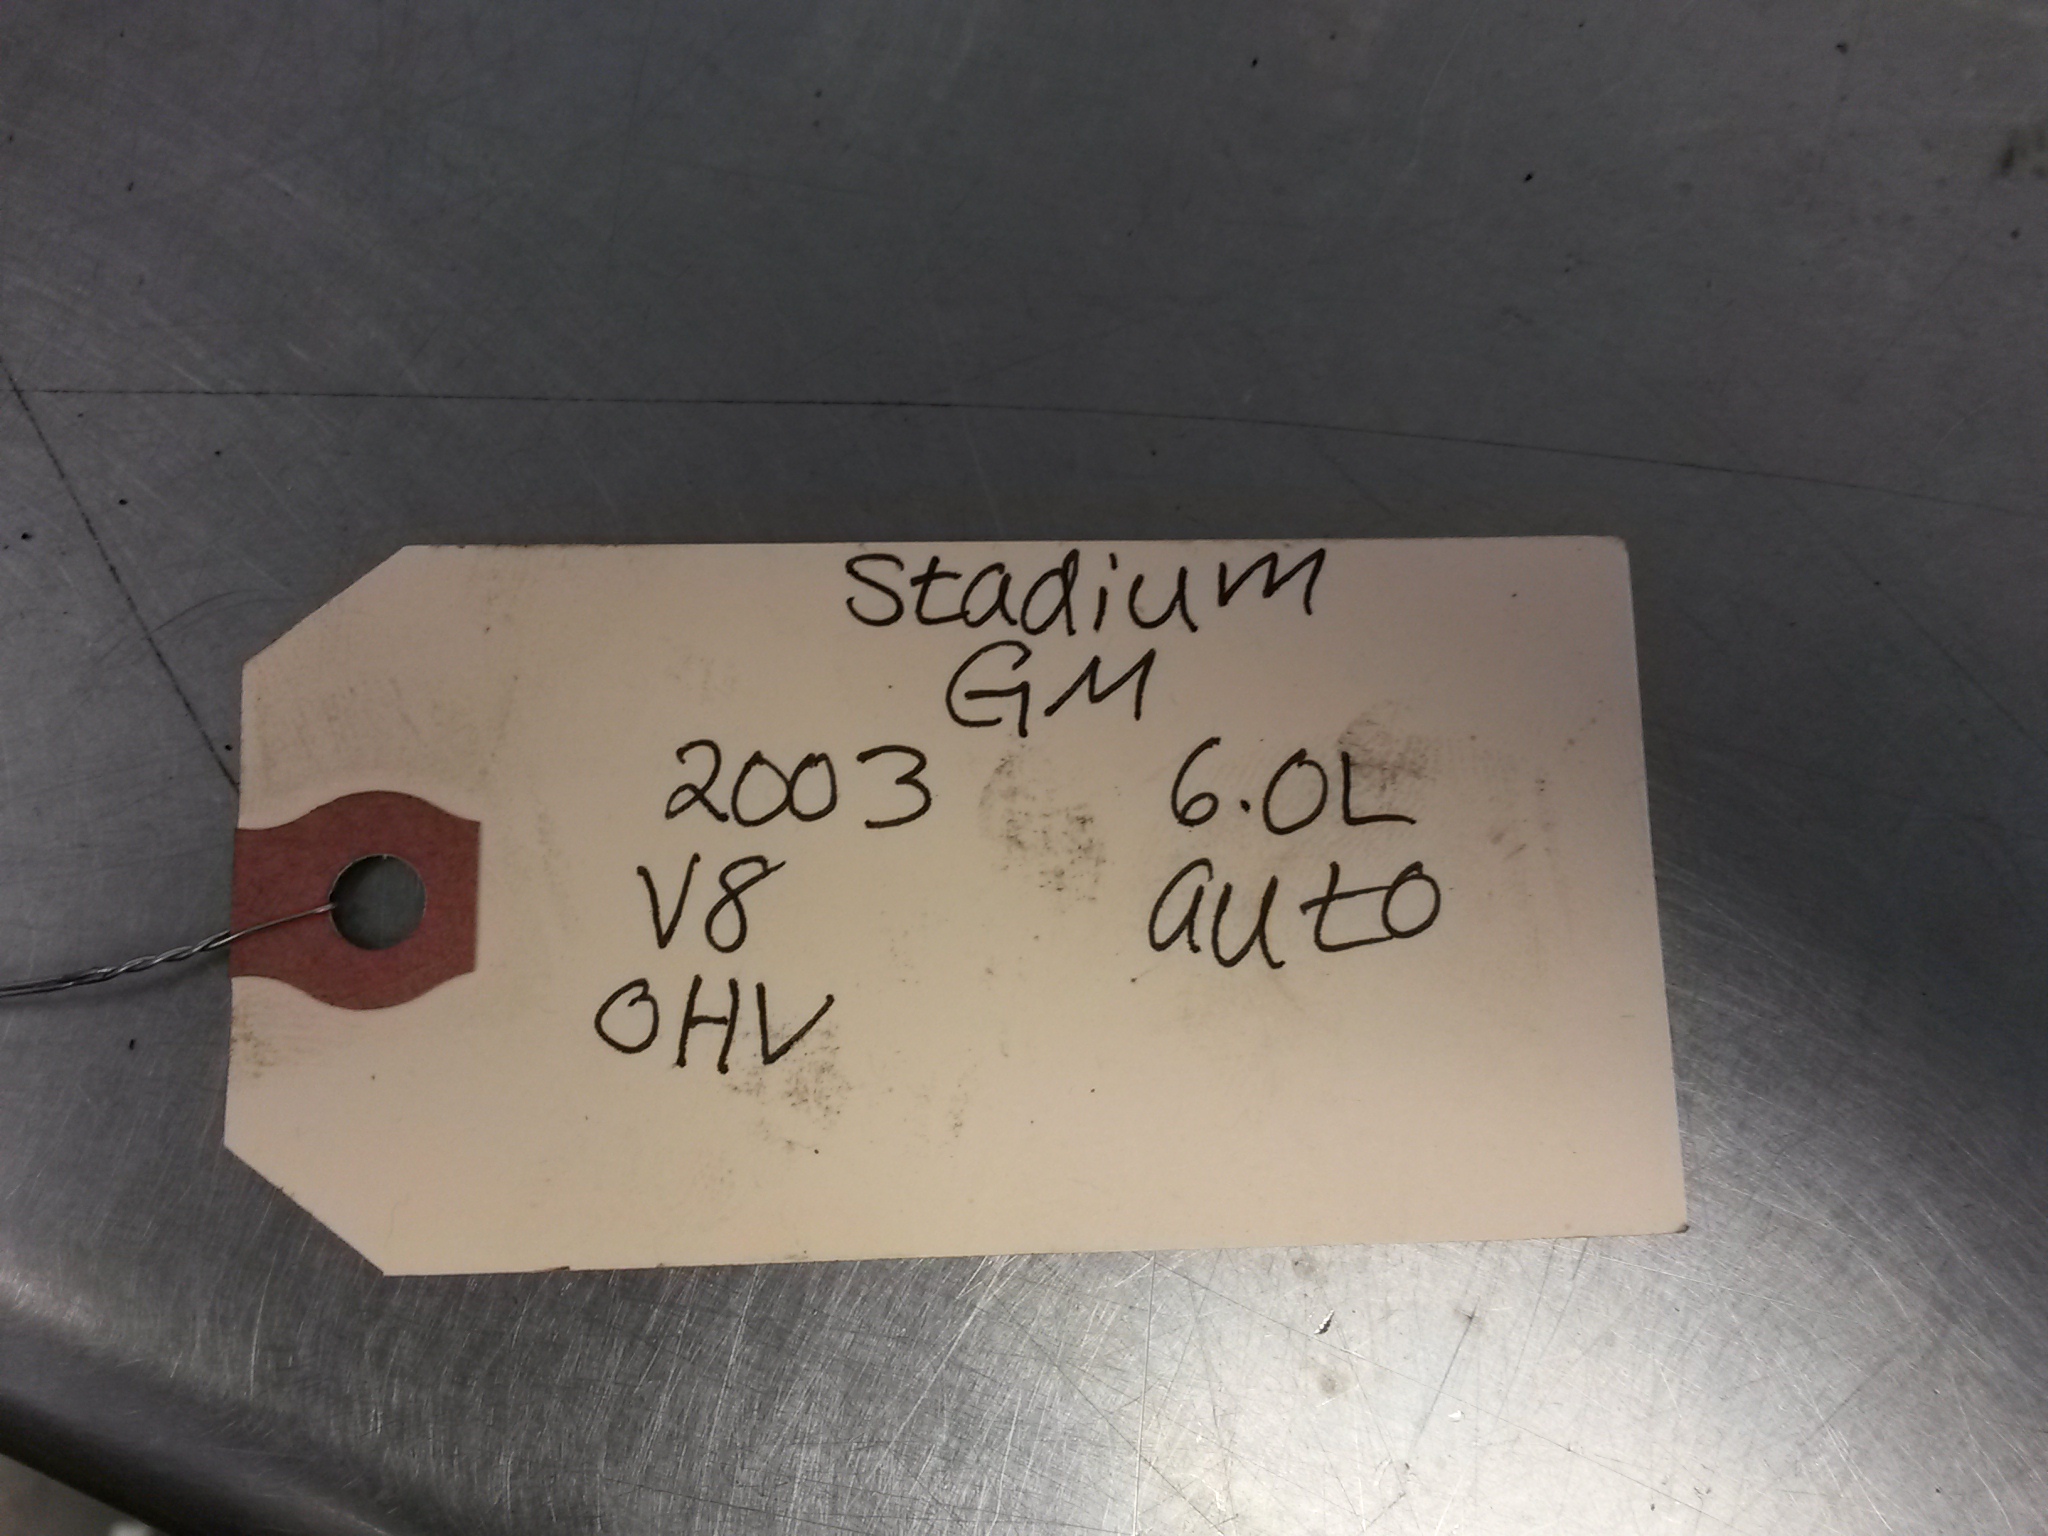 Stadium
GM
2003 6.0L
V8 auto
OHV